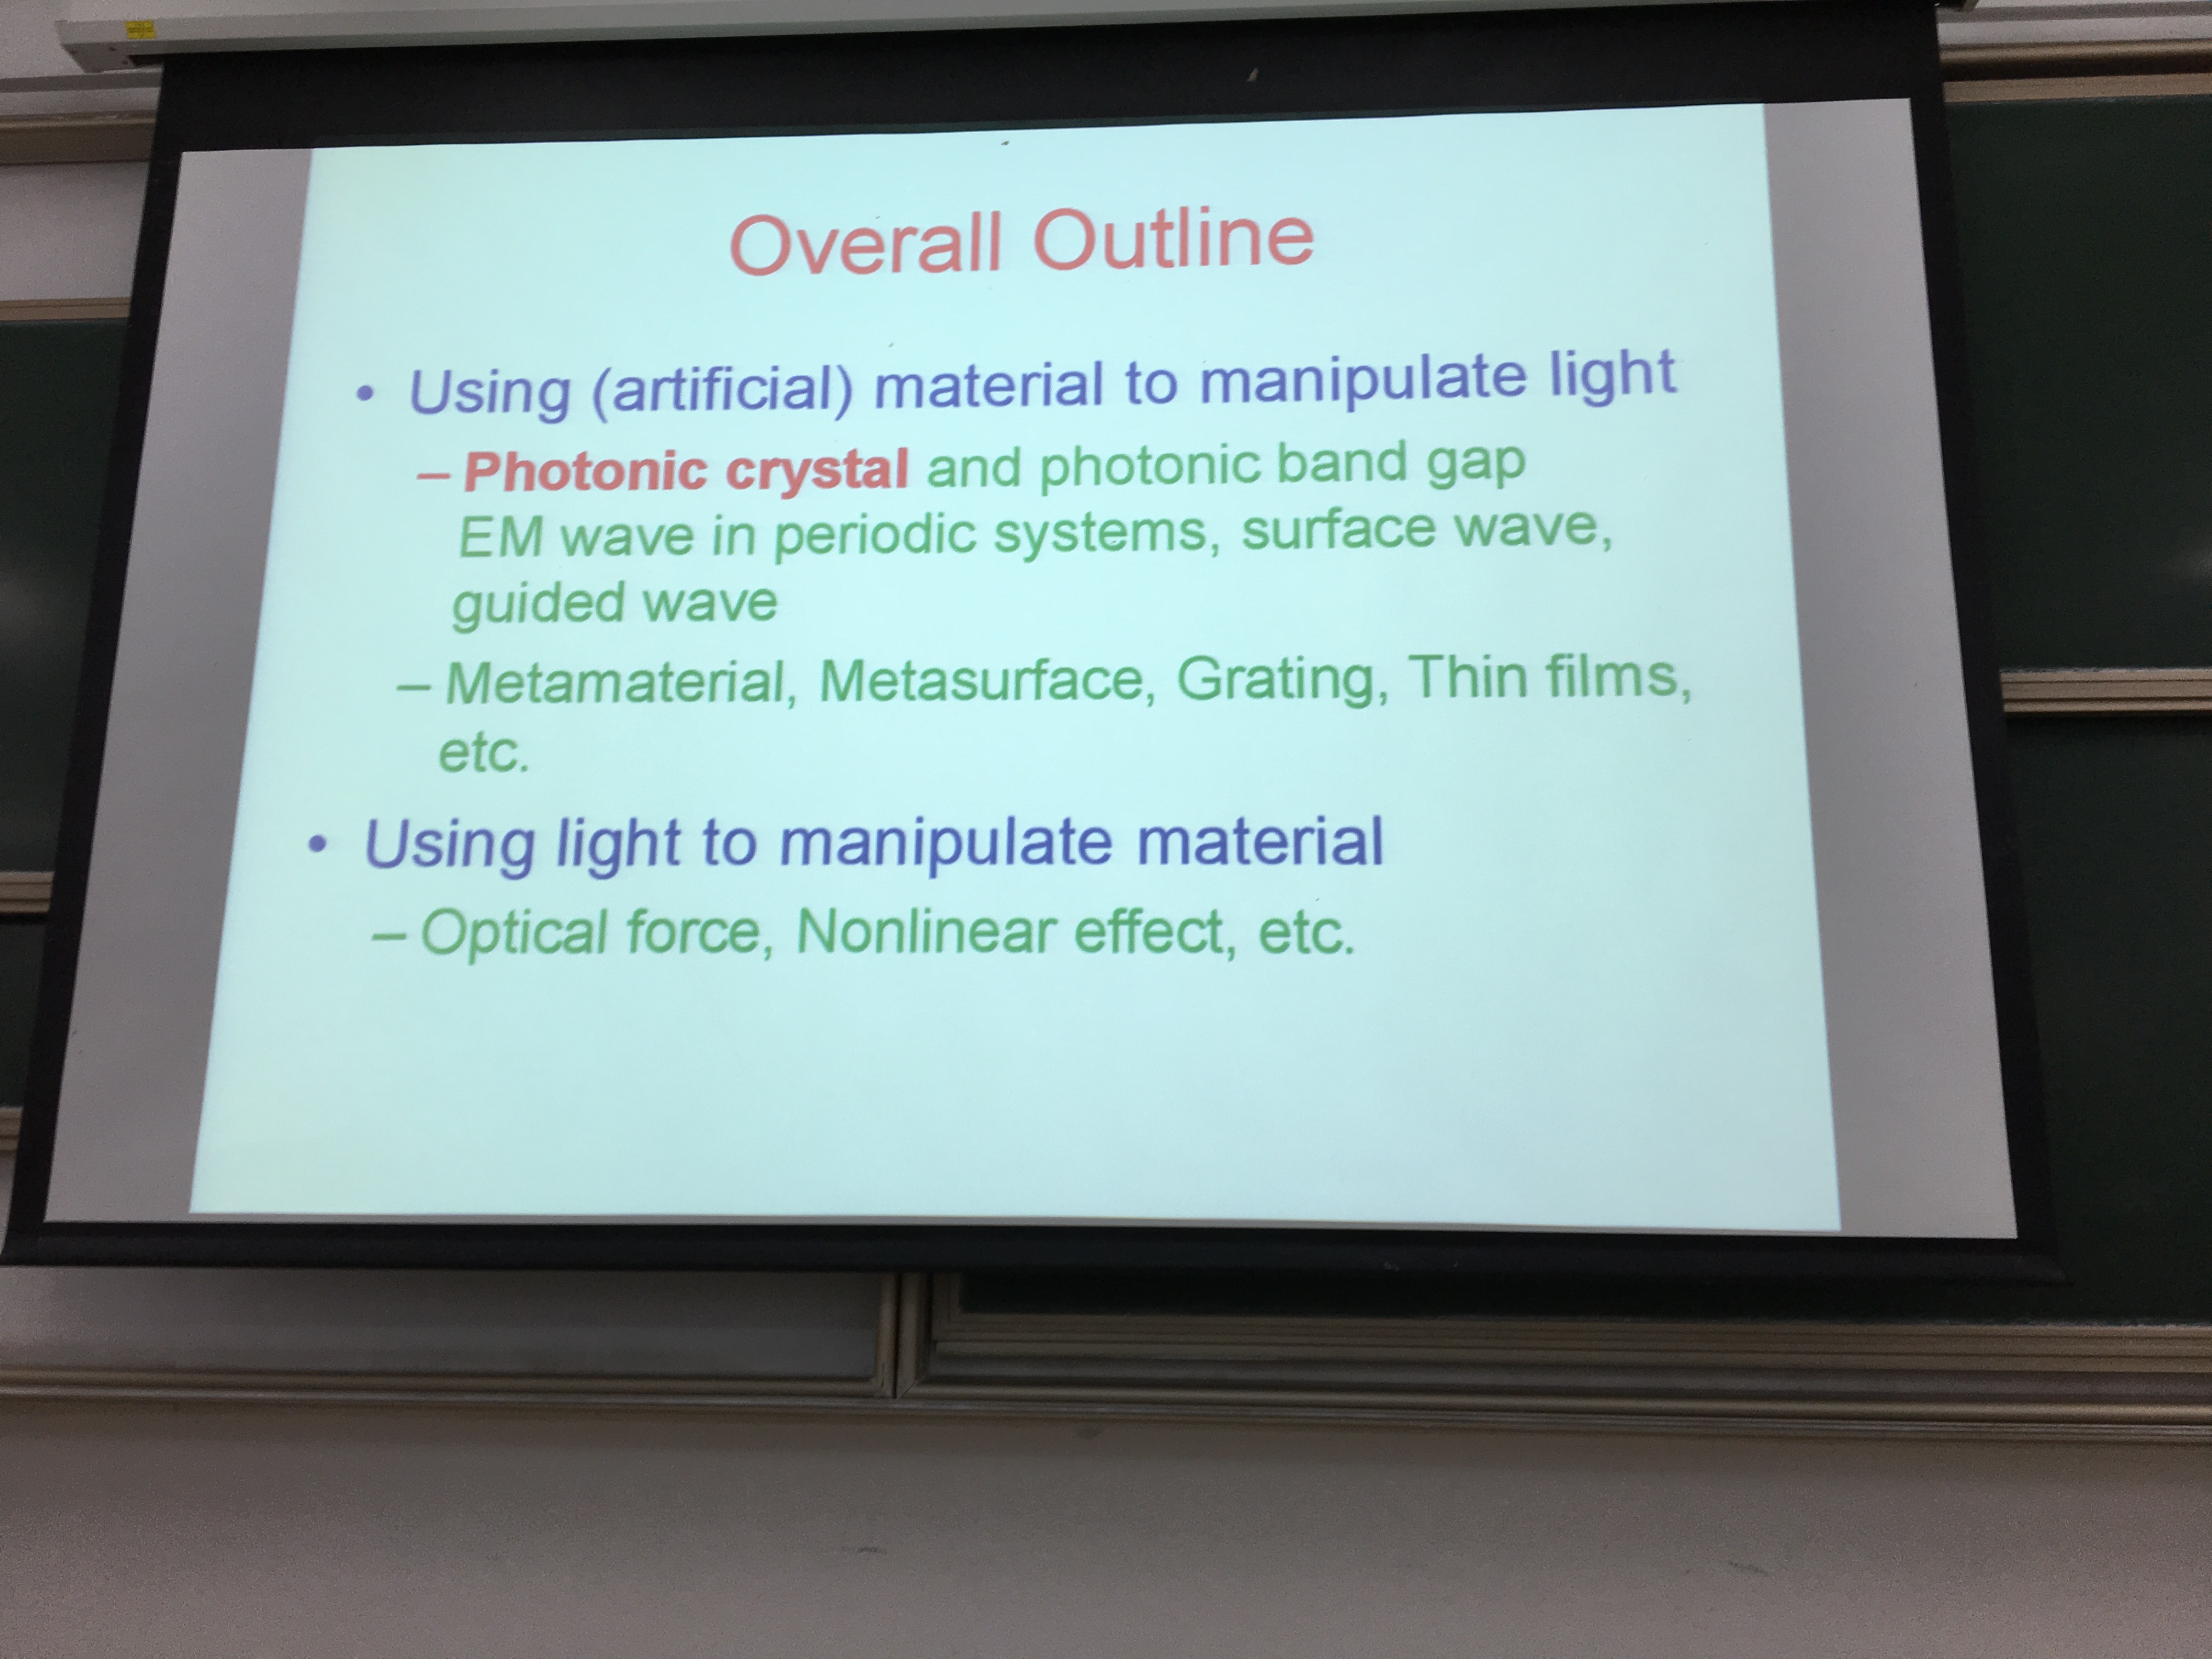 Overall Outline
• Using (artificial) material to manipulate light
– Photonic crystal and photonic band gap
EM wave in periodic systems, surface wave,
guided wave
– Metamaterial, Metasurface, Grating, Thin films,
etc.
• Using light to manipulate material
– Optical force, Nonlinear effect, etc.